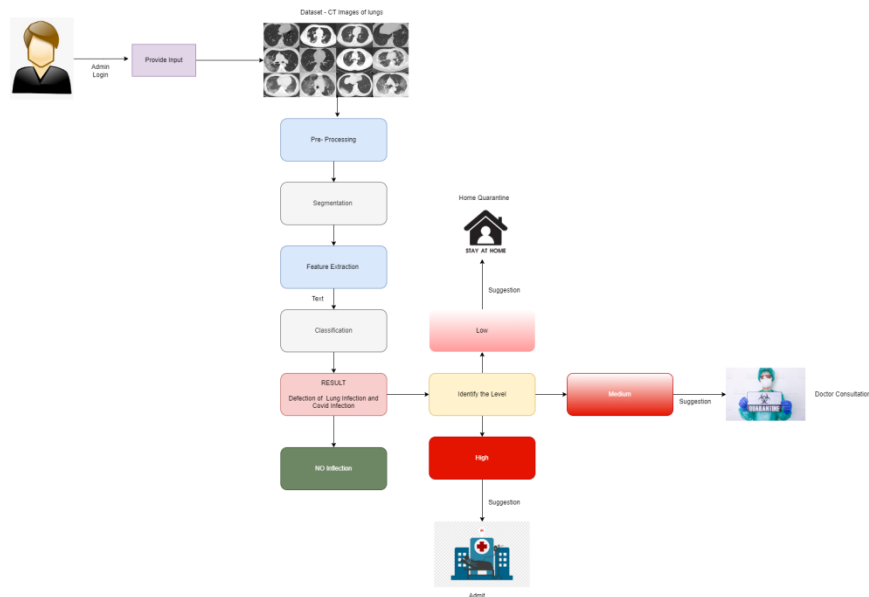 Dataset - CT Images of lungs
Admin
Login
Provide Input
Pre- Processing
Segmentation
Home Quarantine
STAY AT HOME
Feature Extraction
Suggestion
Text
Classification
Low
RESULT
Defection of Lung Infection and
Covid Infection
Identify the Level
Medium
Suggestion
QUARANTINE
Doctor Consultation
NO Infection
High
Suggestion
Admit